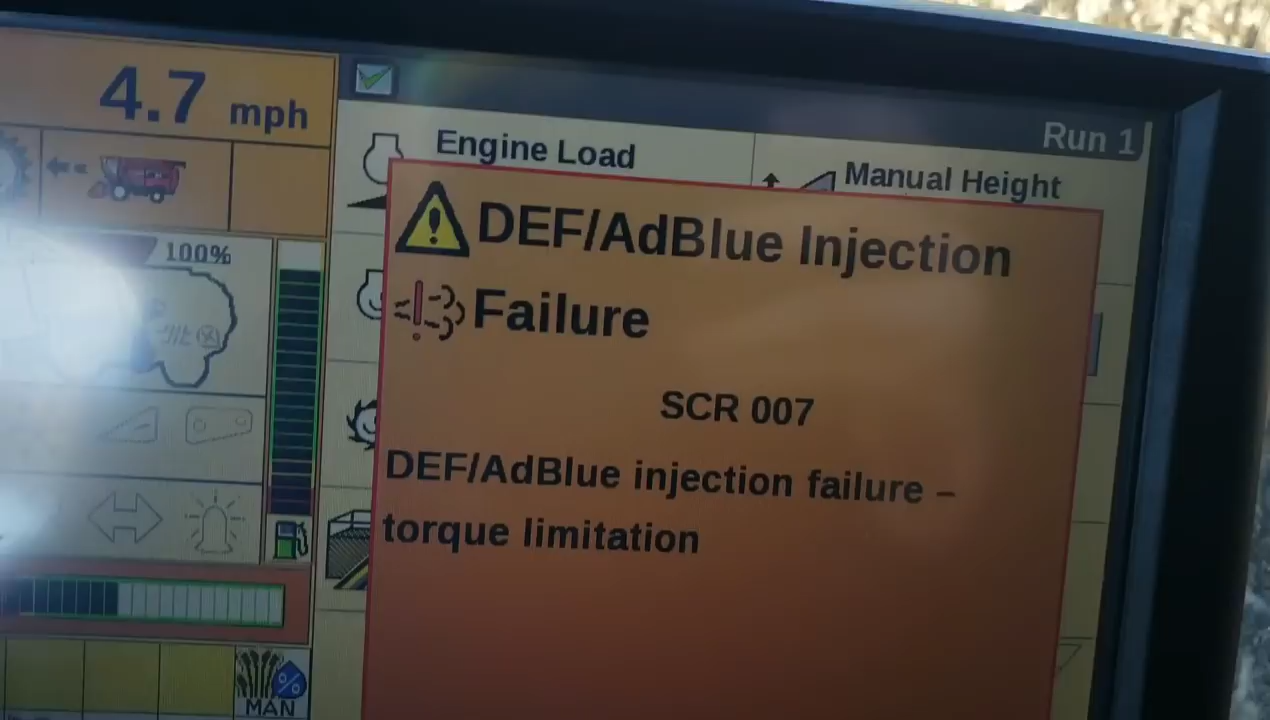 4.7 mph
Run 1
Engine Load
Manual Height
100%
DEF/AdBlue Injection
Failure
SCR 007
DEF/AdBlue injection failure –
torque limitation
%
MAN